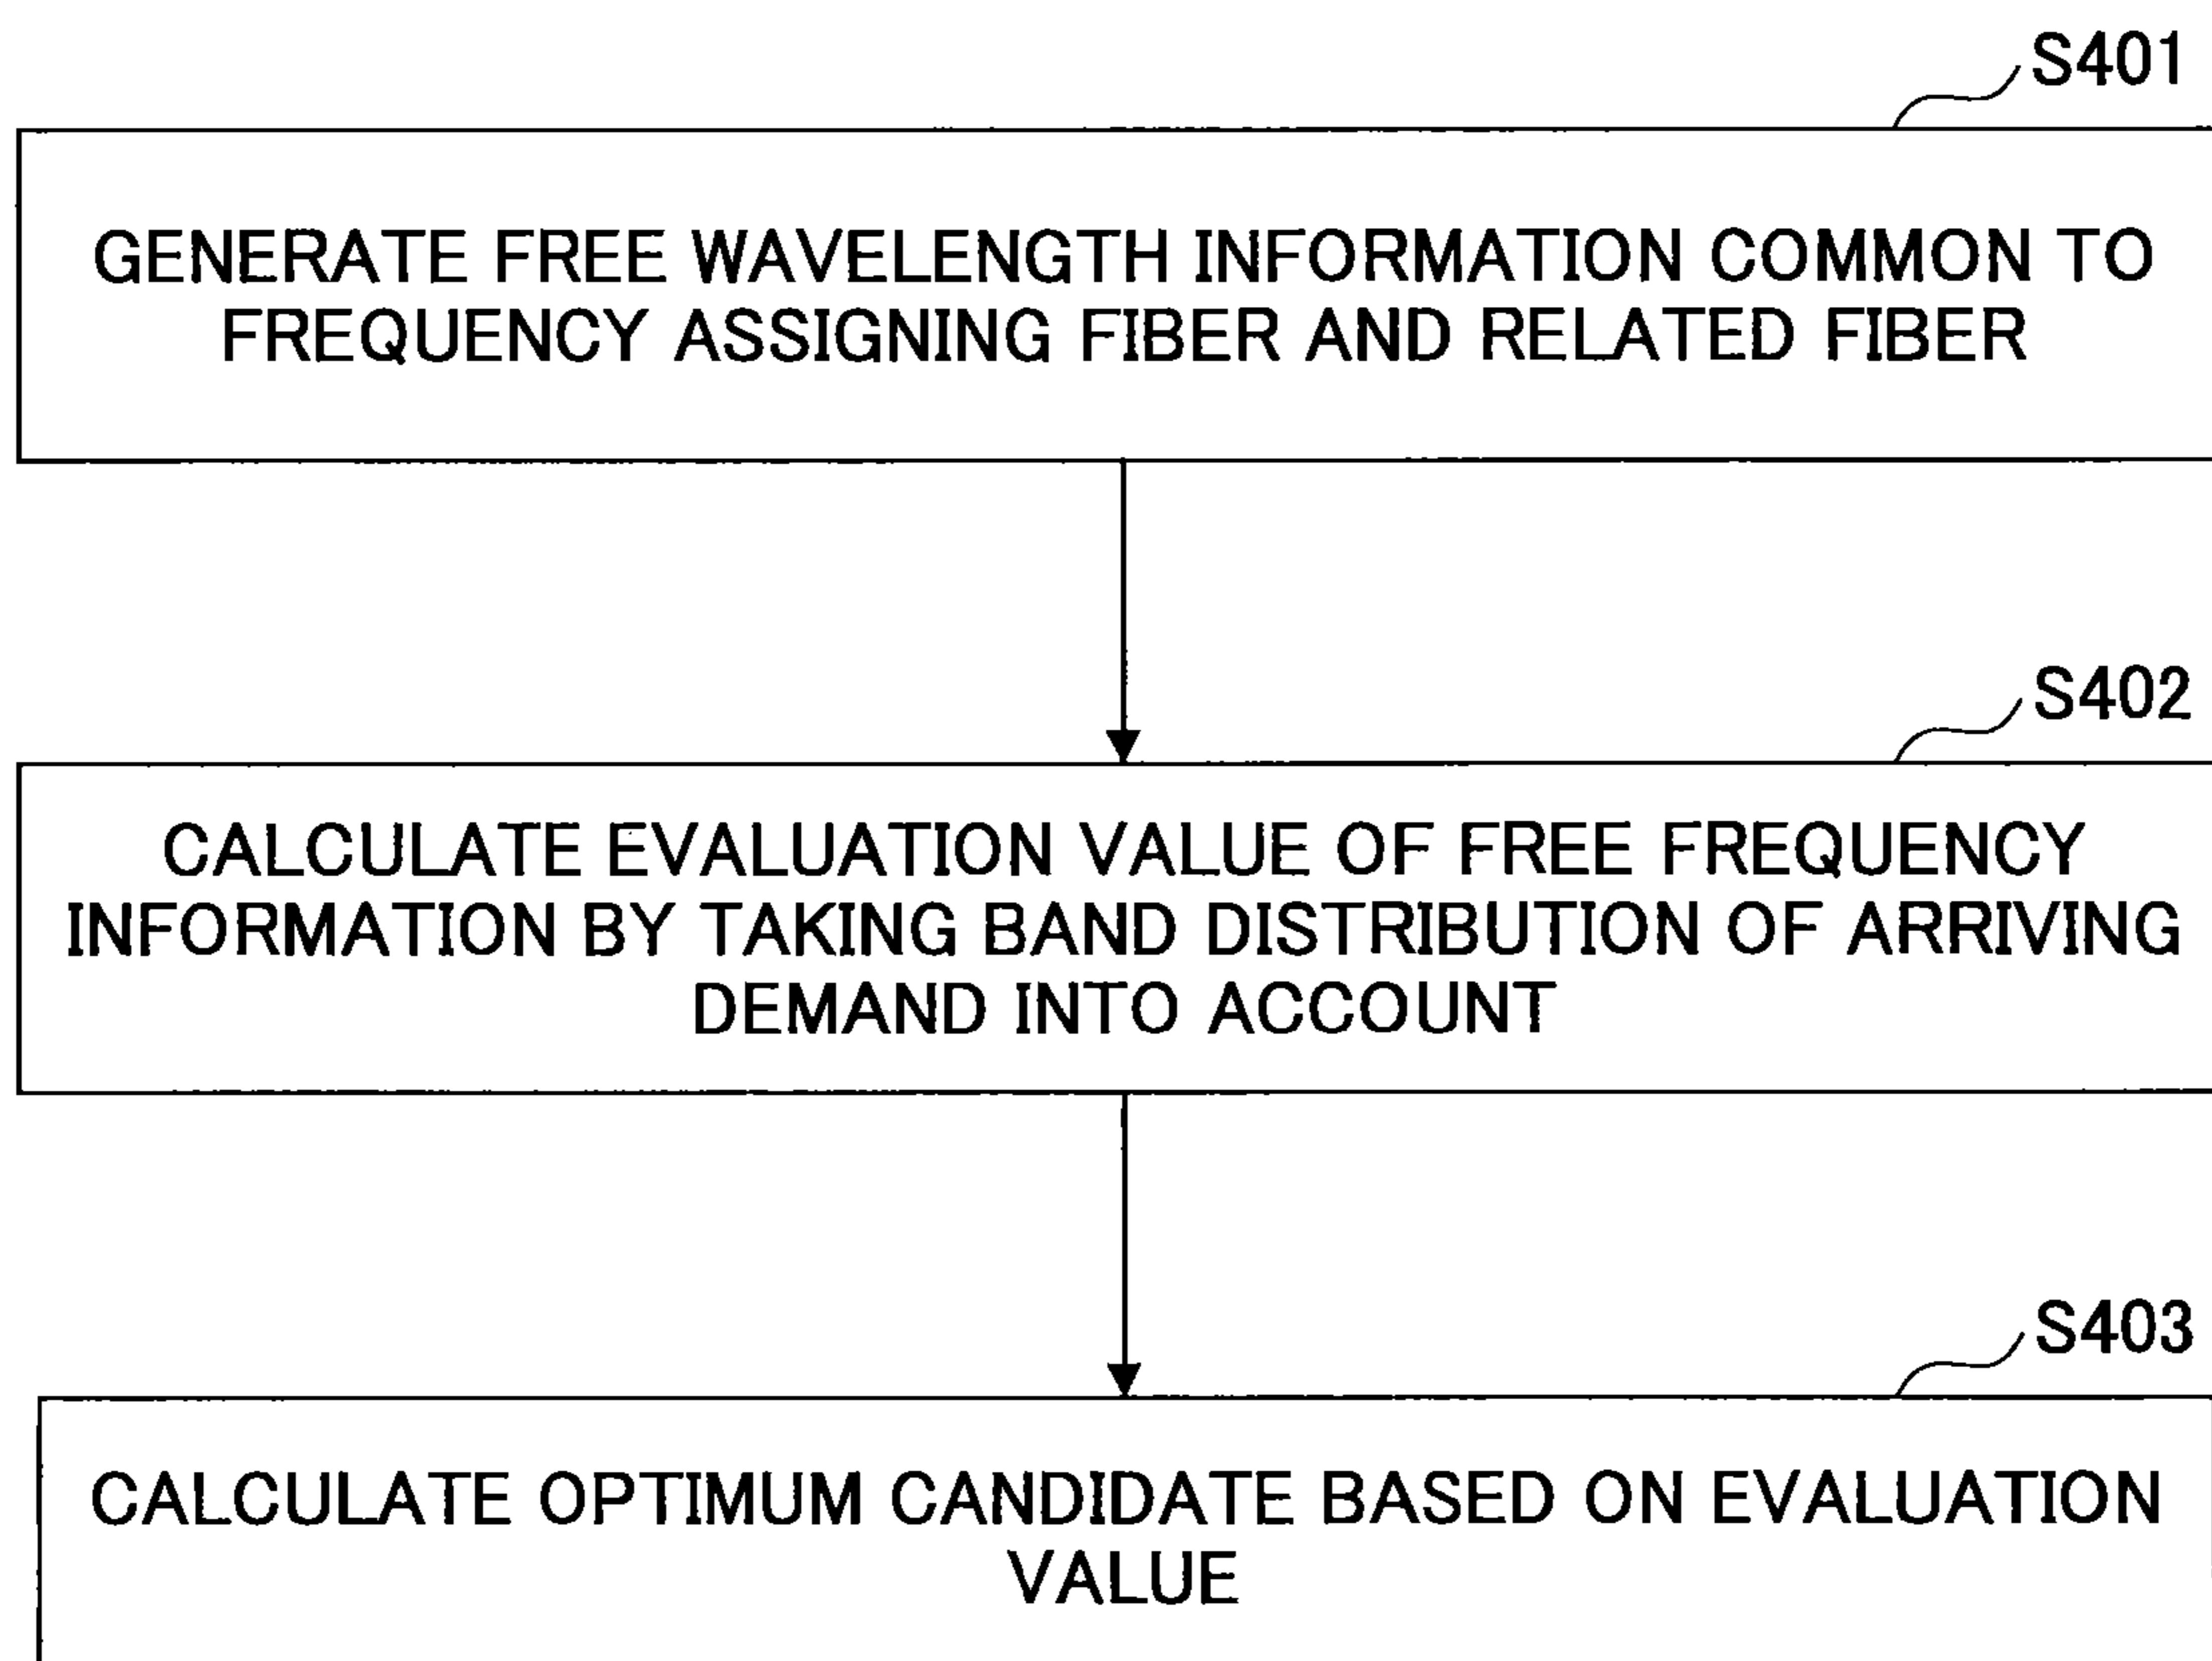 S401
GENERATE FREE WAVELENGTH INFORMATION COMMON TO
FREQUENCY ASSIGNING FIBER AND RELATED FIBER
S402
CALCULATE EVALUATION VALUE OF FREE FREQUENCY
INFORMATION BY TAKING BAND DISTRIBUTION OF ARRIVING
DEMAND INTO ACCOUNT
S403
CALCULATE OPTIMUM CANDIDATE BASED ON EVALUATION
VALUE